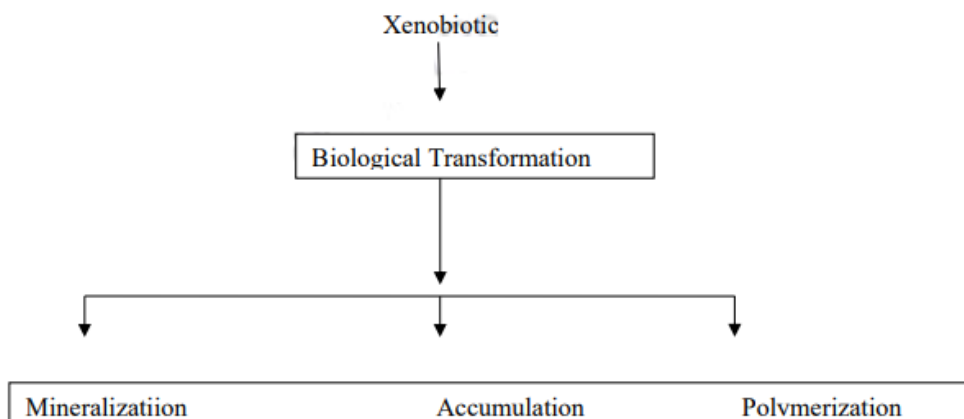 Xenobiotic
Biological Transformation
Mineralizatiion Accumulation Polymerization